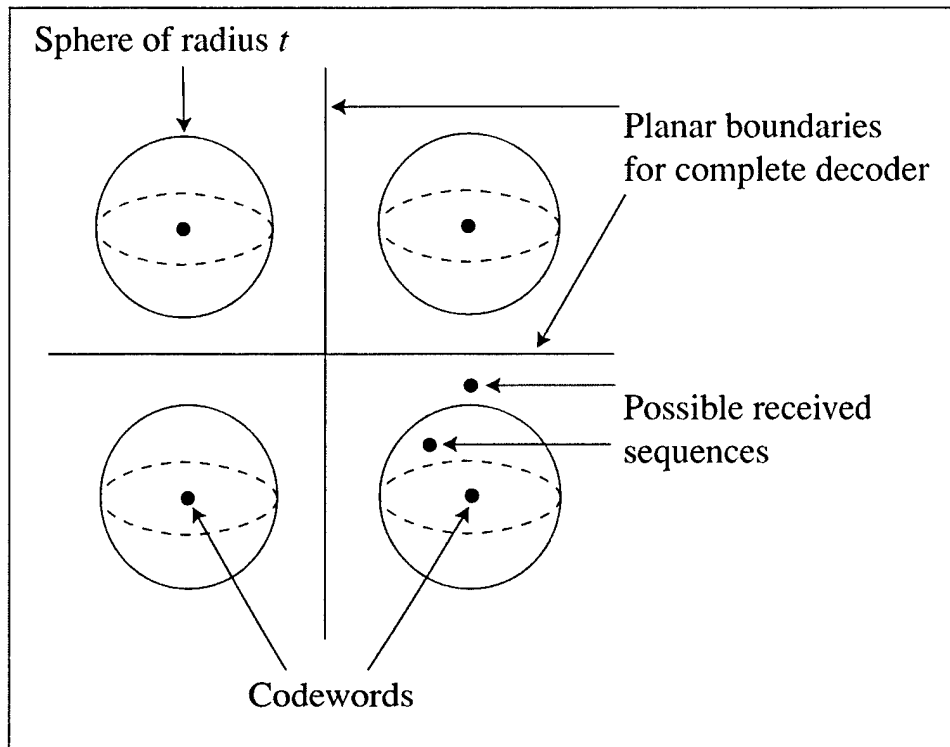 Sphere of radius t
Planar boundaries
for complete decoder
Possible received
sequences
Codewords